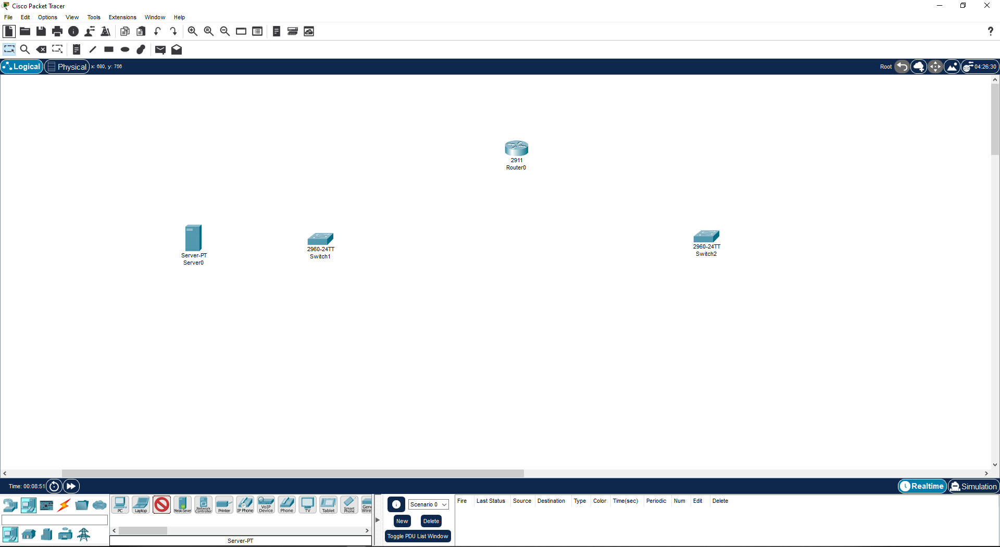 Cisco Packet Tracer
File Edit Options View Tools Extensions Window Help
Logical Physical x: 680, y: 756 Root 04:26:30
2911
Router0
Server-PT
Server0
2960-24TT
Switch1
2960-24TT
Switch2
Time: 00:08:51 Realtime Simulation
PC Laptop Meraki Server Network Controller Printer IP Phone VoIP Device Phone TV Tablet Smart Phone
Server-PT
Scenario 0
New Delete
Toggle PDU List Window
Fire Last Status Source Destination Type Color Time(sec) Periodic Num Edit Delete